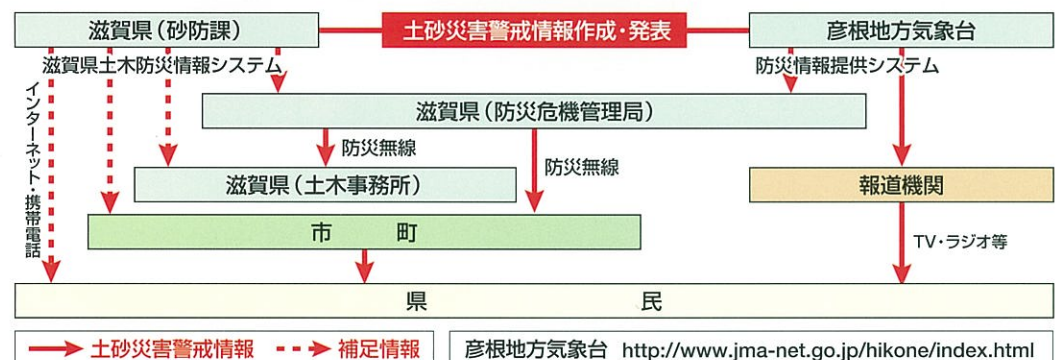 滋賀県(砂防課)
土砂災害警戒情報作成・発表
彦根地方気象台
滋賀県土木防災情報システム
防災情報提供システム
インターネット・携帯電話
滋賀県(防災危機管理局)
防災無線
防災無線
滋賀県(土木事務所)
報道機関
市 町
TV・ラジオ等
県 民
土砂災害警戒情報 補足情報
彦根地方気象台 http://www.jma-net.go.jp/hikone/index.html